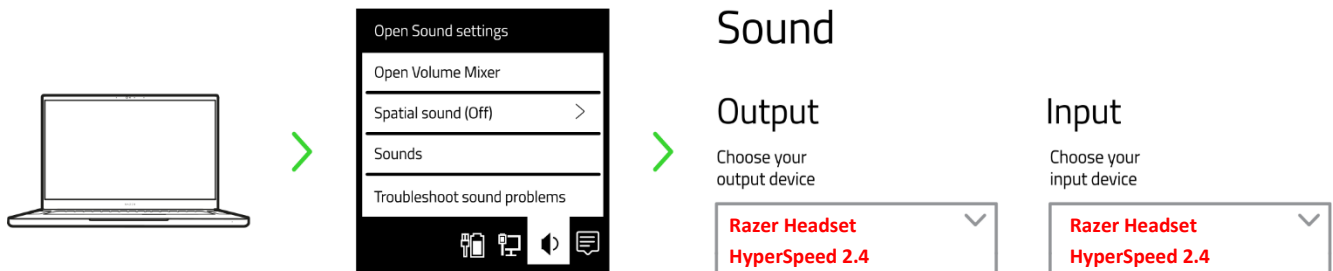 Open Sound settings
Open Volume Mixer
Spatial sound (Off)
Sounds
Troubleshoot sound problems
Sound
Output
Choose your
output device
Razer Headset
HyperSpeed 2.4
Input
Choose your
input device
Razer Headset
HyperSpeed 2.4